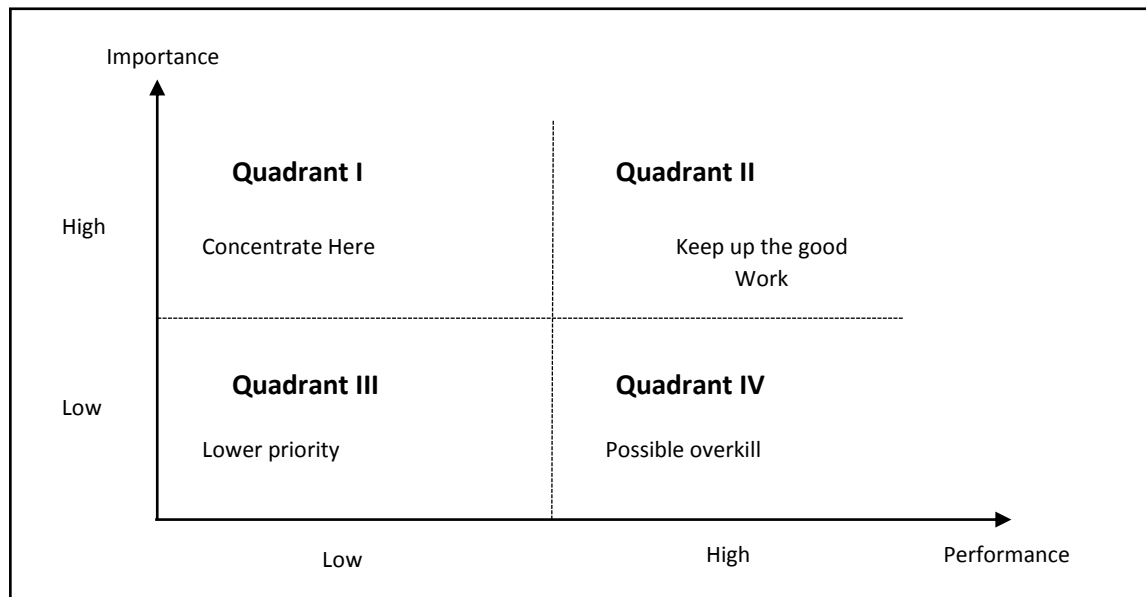 Importance
Quadrant I
Quadrant II
High
Concentrate Here
Keep up the good
Work
Quadrant III
Quadrant IV
Low
Lower priority
Possible overkill
Low
High
Performance